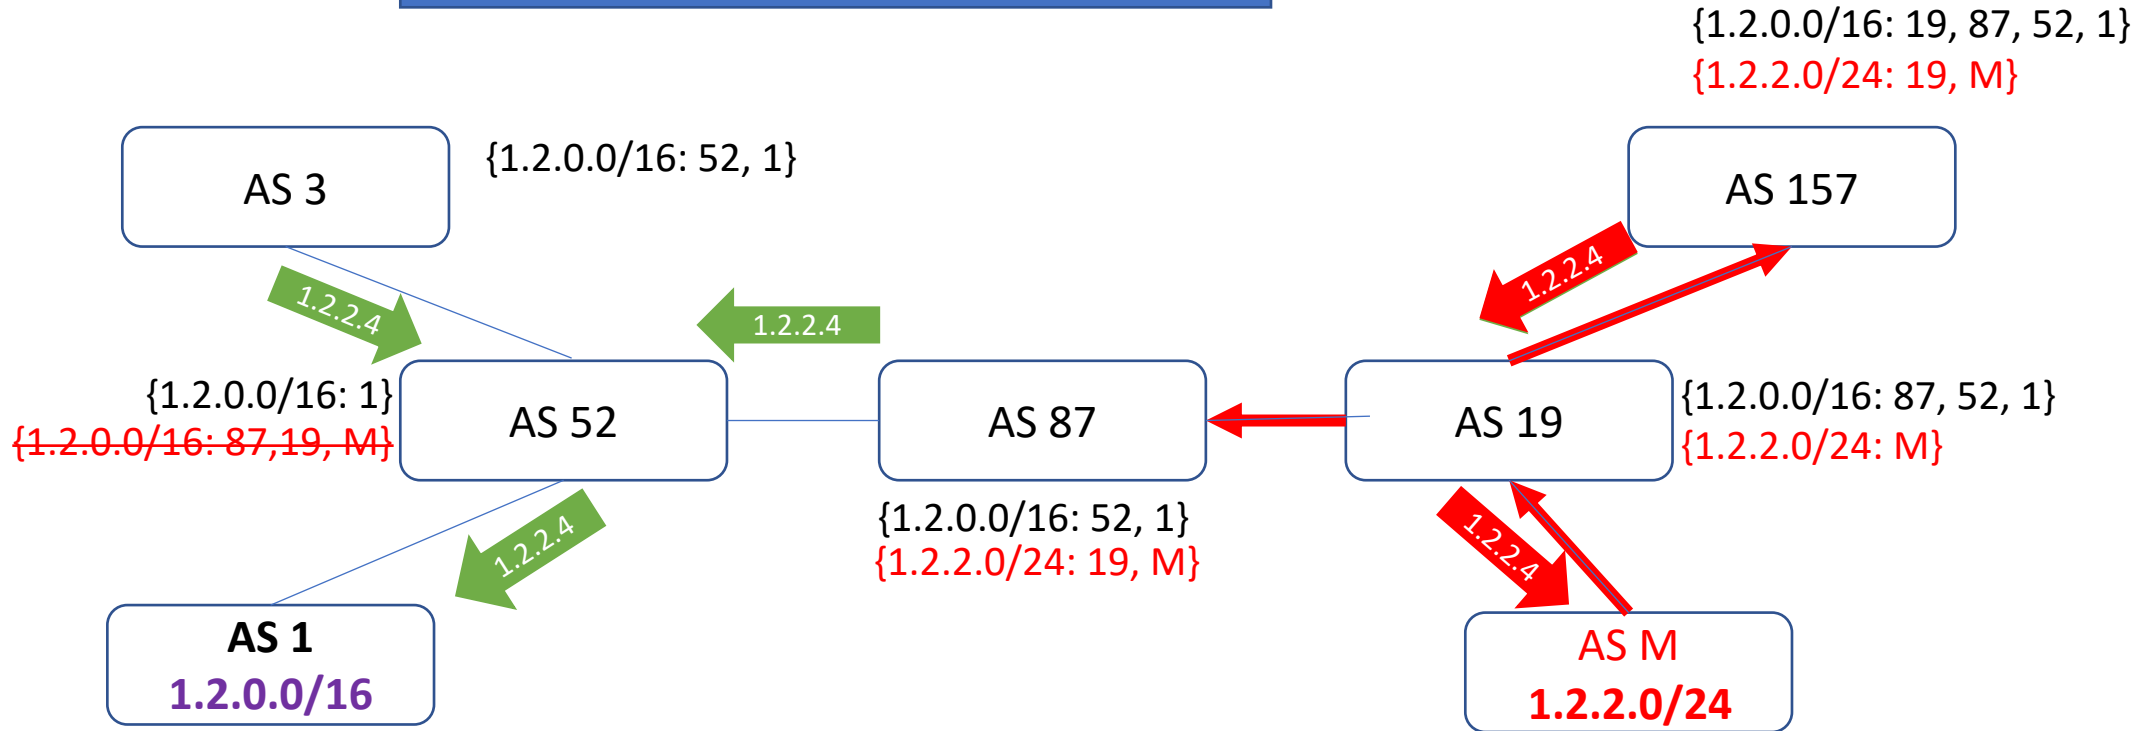 {1.2.0.0/16: 19, 87, 52, 1}
{1.2.2.0/24: 19, M}
AS 3
{1.2.0.0/16: 52, 1}
AS 157
1.2.2.4
1.2.2.4
1.2.2.4
{1.2.0.0/16: 1}
{1.2.0.0/16: 87,19, M}
AS 52
AS 87
AS 19
{1.2.0.0/16: 87, 52, 1}
{1.2.2.0/24: M}
1.2.2.4
{1.2.0.0/16: 52, 1}
{1.2.2.0/24: 19, M}
1.2.2.4
AS 1
1.2.0.0/16
AS M
1.2.2.0/24